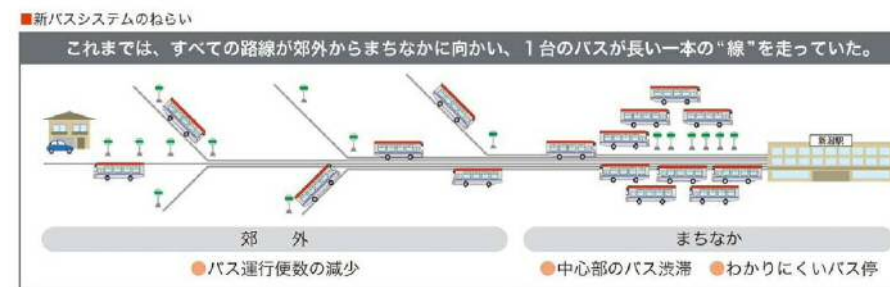 ■新バスシステムのねらい
これまでは、すべての路線が郊外からまちなかに向かい、1台のバスが長い一本の“線”を走っていた。
新潟駅
郊 外
まちなか
●バス運行便数の減少
●中心部のバス渋滞 ●わかりにくいバス停